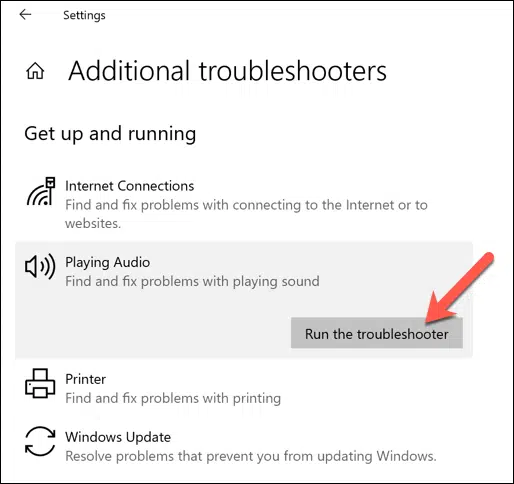 Settings
Additional troubleshooters
Get up and running
Internet Connections
Find and fix problems with connecting to the Internet or to
websites.
Playing Audio
Find and fix problems with playing sound
Run the troubleshooter
Printer
Find and fix problems with printing
Windows Update
Resolve problems that prevent you from updating Windows.